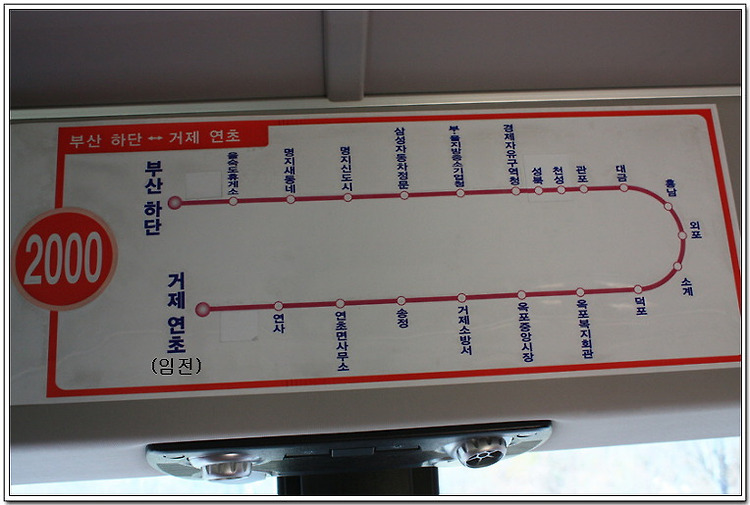 부산 하단 ↔ 거제 연초
2000
부산 하단
을숙도휴게소
명지새동네
명지신도시
삼성자동차정문
부·울지방중소기업청
경제자유구역청
성북
천성
관포
대금
흥남
외포
소계
덕포
옥포복지회관
옥포중앙시장
거제소방서
송정
연초면사무소
연사
거제 연초
(임전)